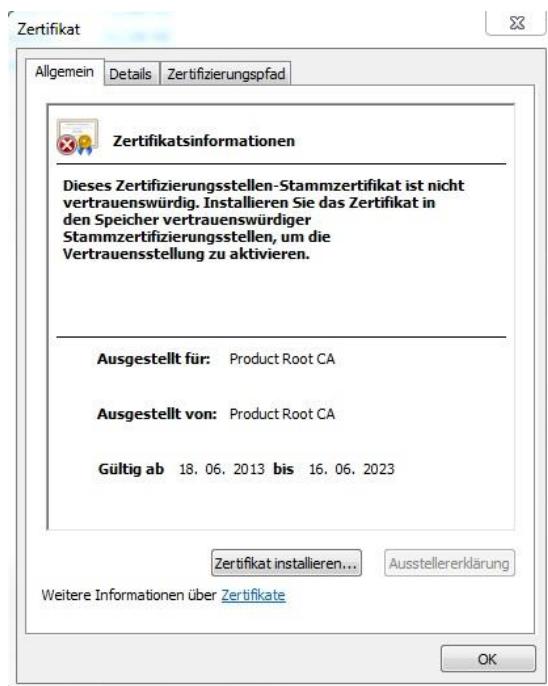 Zertifikat
Allgemein Details Zertifizierungspfad
Zertifikatsinformationen
Dieses Zertifizierungsstellen-Stammzertifikat ist nicht
vertrauenswürdig. Installieren Sie das Zertifikat in
den Speicher vertrauenswürdiger
Stammzertifizierungsstellen, um die
Vertrauensstellung zu aktivieren.
Ausgestellt für: Product Root CA
Ausgestellt von: Product Root CA
Gültig ab 18. 06. 2013 bis 16. 06. 2023
Zertifikat installieren... Ausstellererklärung
Weitere Informationen über Zertifikate
OK